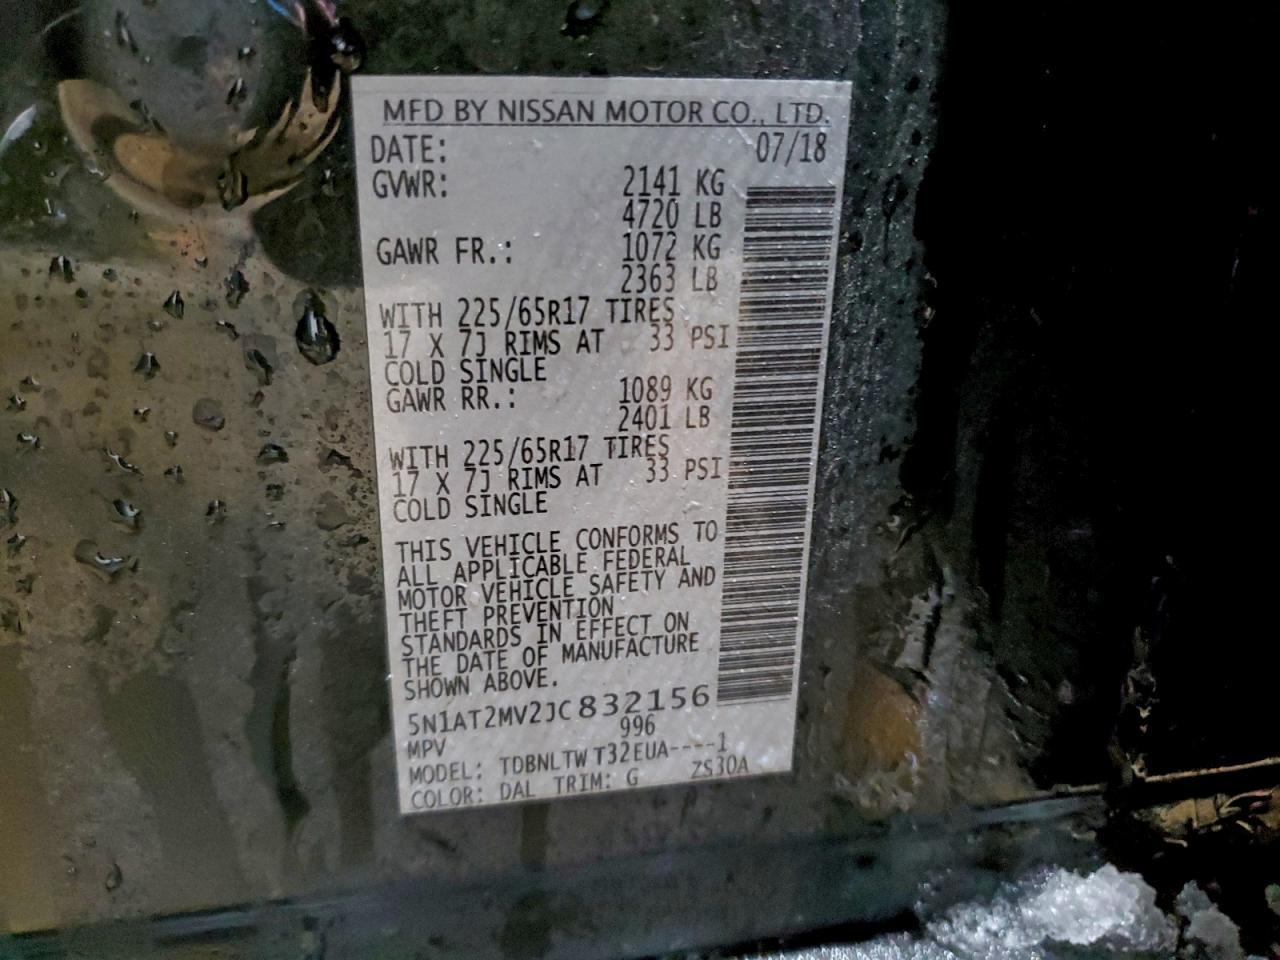 MFD BY NISSAN MOTOR CO., LTD.
DATE: 07/18
GVWR: 2141 KG
4720 LB
GAWR FR.: 1072 KG
2363 LB
WITH 225/65R17 TIRES
17 X 7J RIMS AT 33 PSI
COLD SINGLE
GAWR RR.: 1089 KG
2401 LB
WITH 225/65R17 TIRES
17 X 7J RIMS AT 33 PSI
COLD SINGLE
THIS VEHICLE CONFORMS TO
ALL APPLICABLE FEDERAL
MOTOR VEHICLE SAFETY AND
THEFT PREVENTION
STANDARDS IN EFFECT ON
THE DATE OF MANUFACTURE
SHOWN ABOVE.
5N1AT2MV2JC832156
MPV 996
MODEL: TDBNLTW T32EUA----1
COLOR: DAL TRIM: G ZS30A